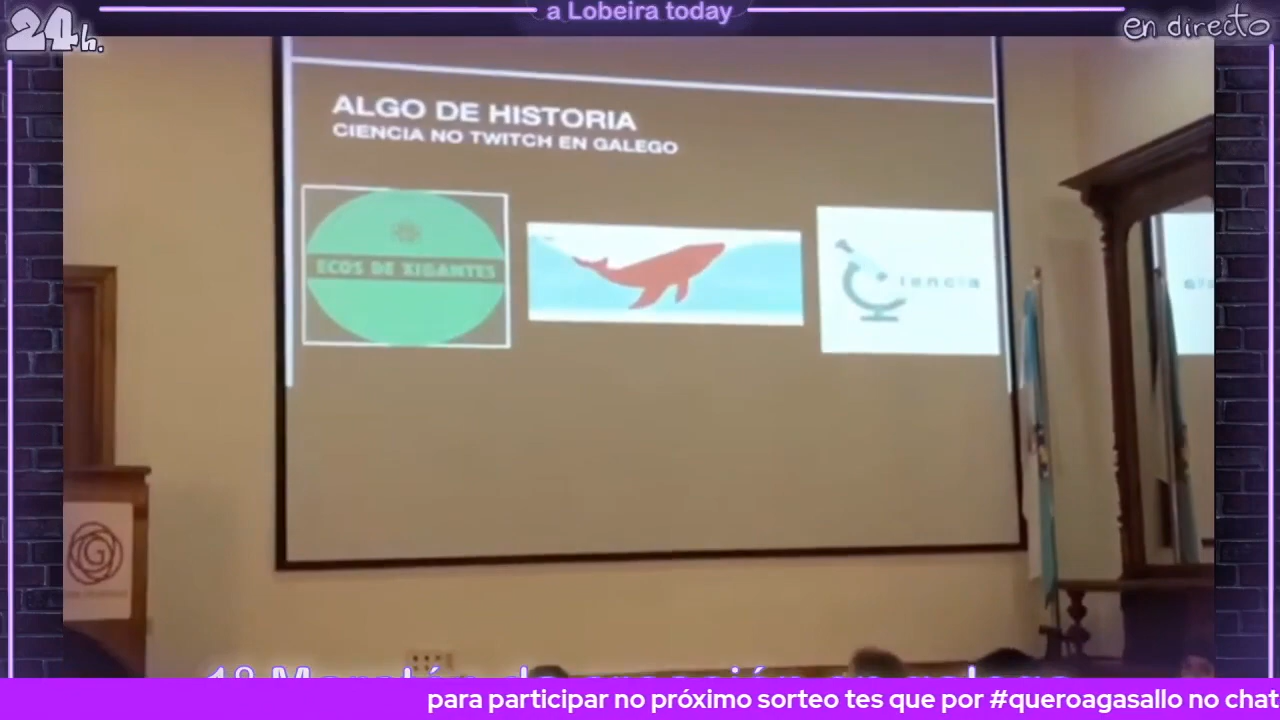 a Lobeira today
24h.
en directo
ALGO DE HISTORIA
CIENCIA NO TWITCH EN GALEGO
ECOS DE XIGANTES
iencia
G
para participar no próximo sorteo tes que por #queroagasallo no chat